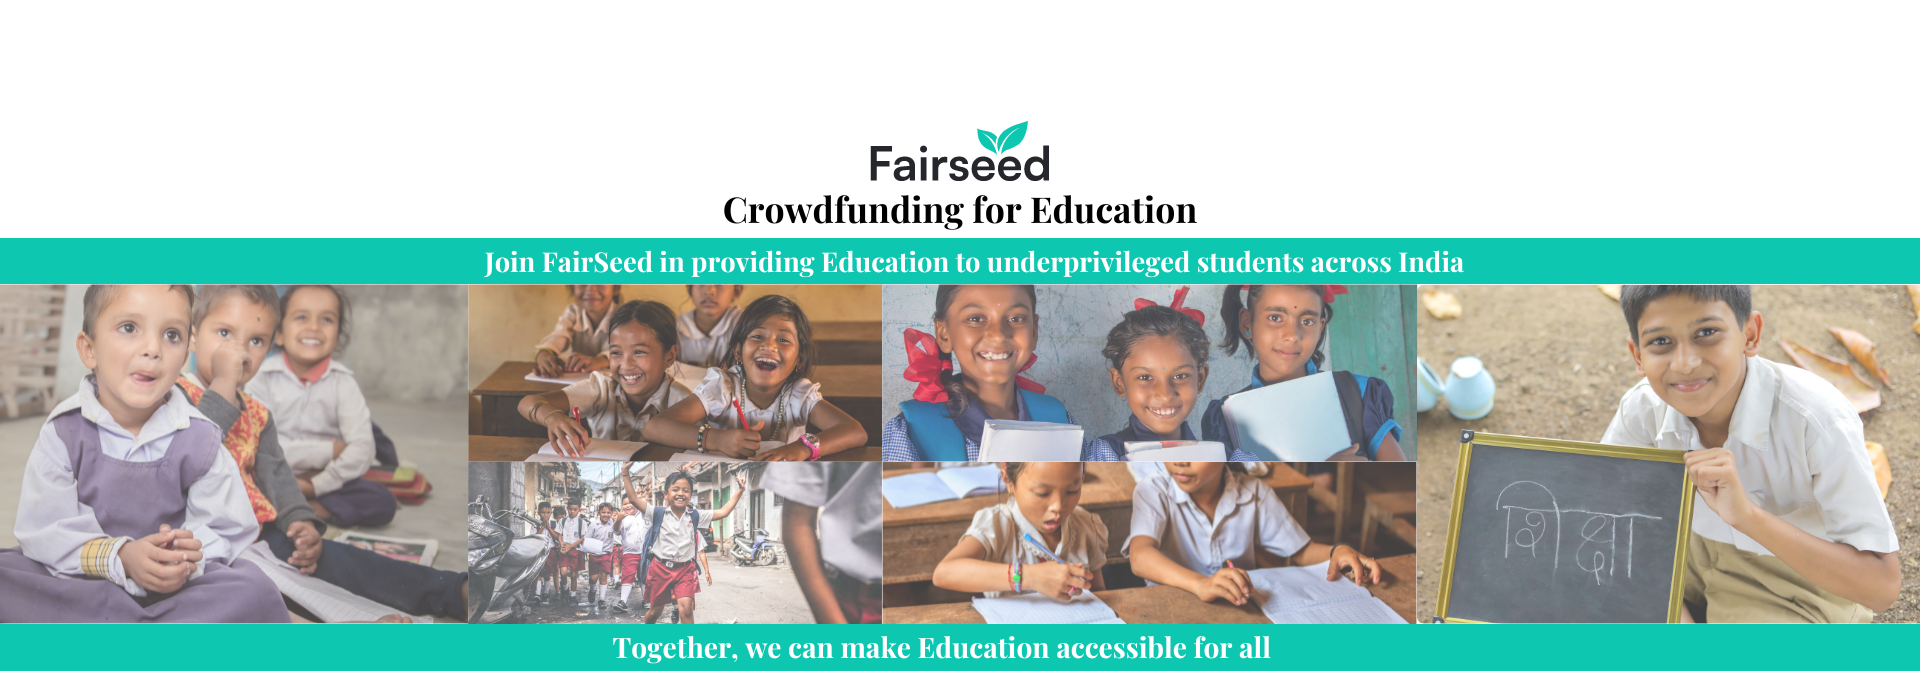 Fairseed
Crowdfunding for Education
Join FairSeed in providing Education to underprivileged students across India
शिक्षा
Together, we can make Education accessible for all